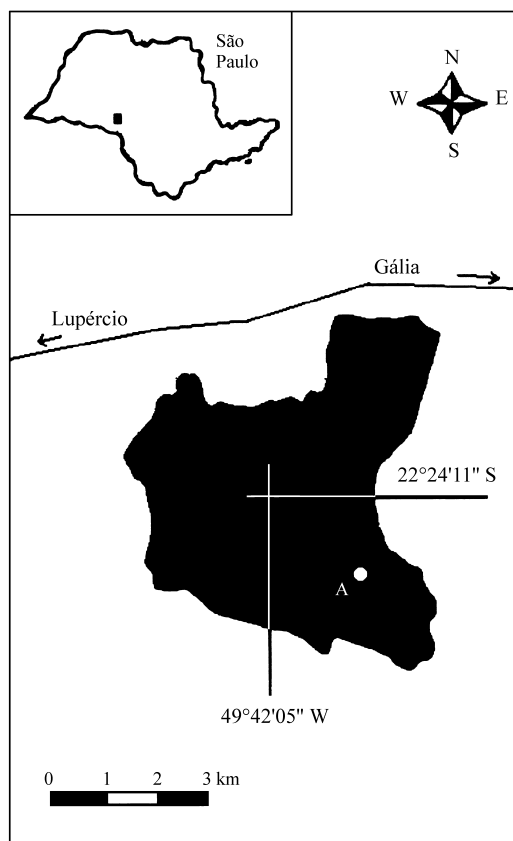 São
Paulo
N
W
E
S
Gália
Lupércio
22°24'11" S
A
49°42'05" W
0 1 2 3 km